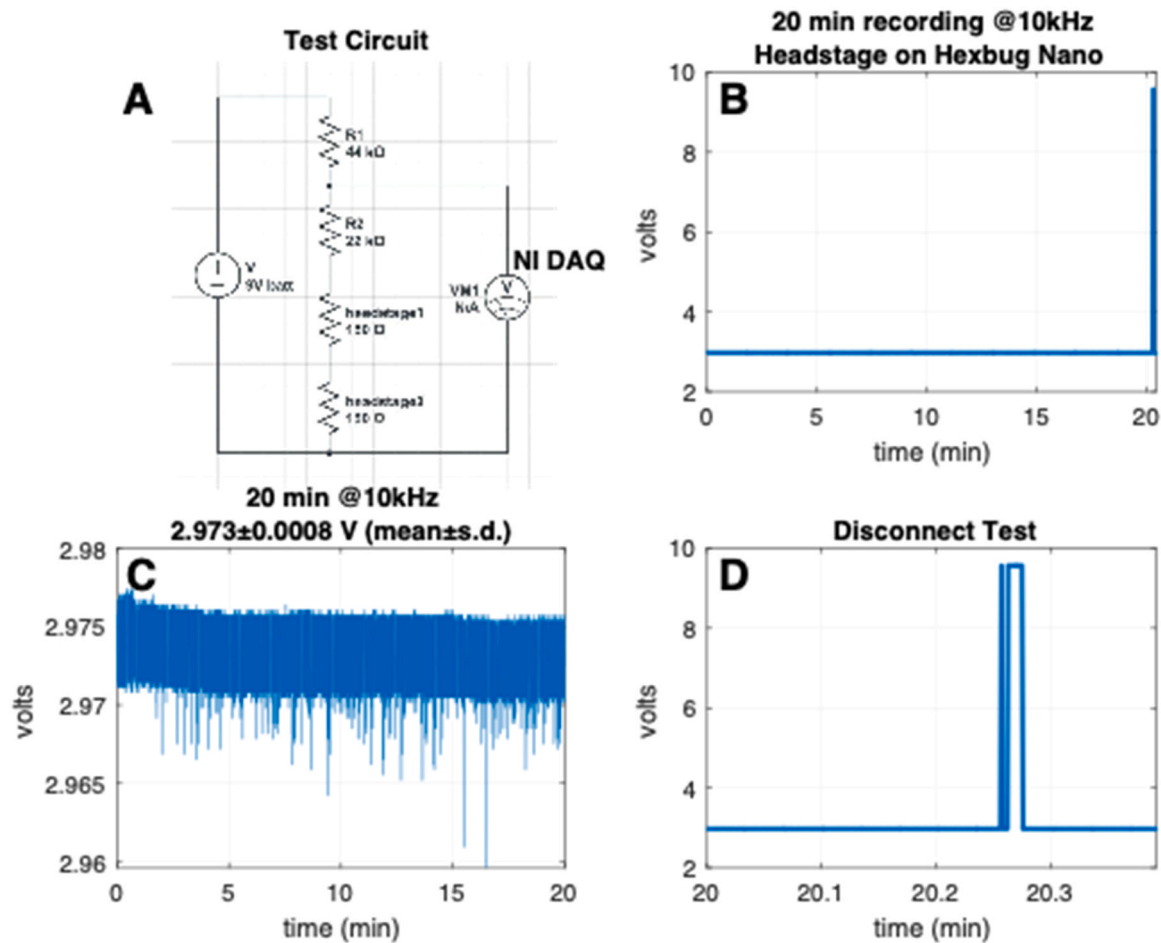 Test Circuit
A
R1
44 kΩ
R2
22 kΩ
V
9V batt
NI DAQ
V
VM1
N/A
headstage1
150 Ω
headstage2
150 Ω
20 min recording @10kHz
Headstage on Hexbug Nano
B
10
8
6
4
2
volts
0
5
10
15
20
time (min)
20 min @10kHz
2.973±0.0008 V (mean±s.d.)
C
2.98
2.975
2.97
2.965
2.96
volts
0
5
10
15
20
time (min)
Disconnect Test
D
10
8
6
4
2
volts
20
20.1
20.2
20.3
time (min)